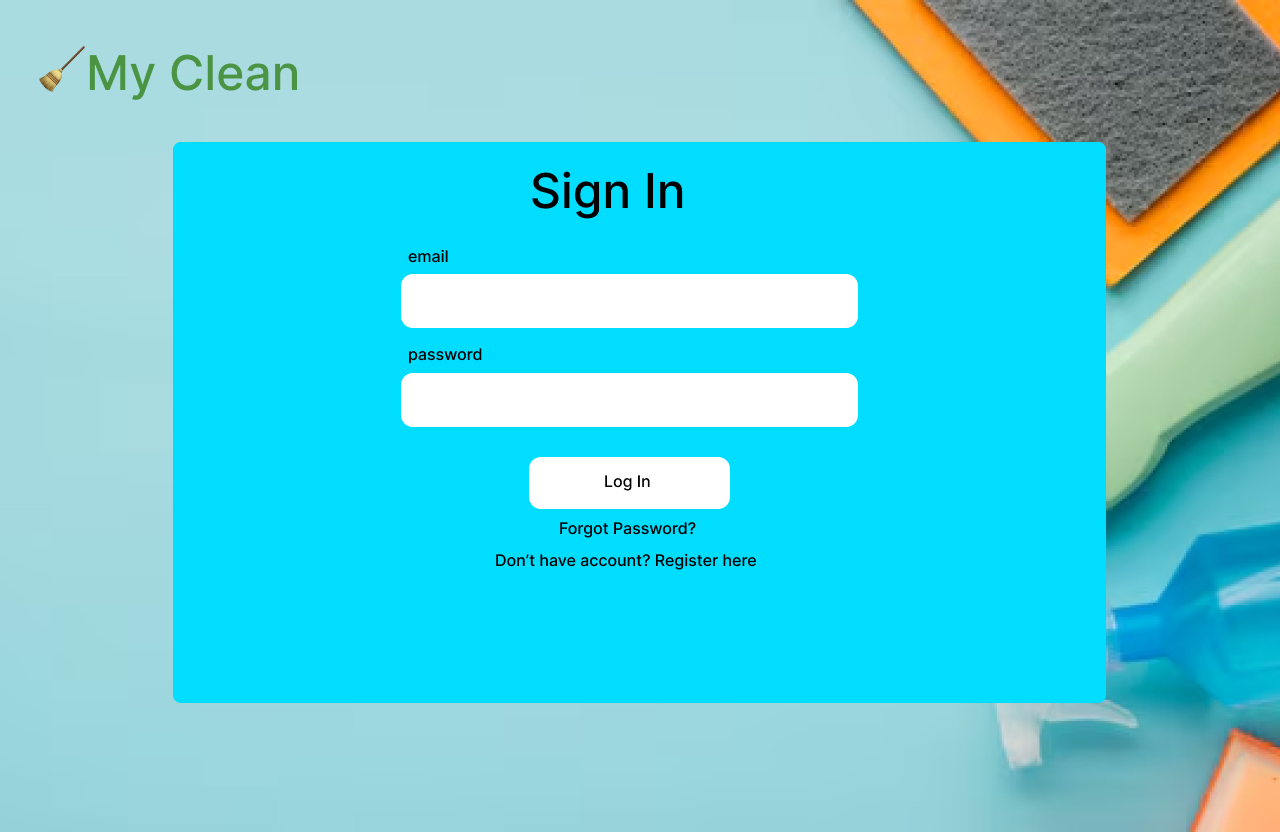 My Clean
Sign In
email
password
Log In
Forgot Password?
Don’t have account? Register here